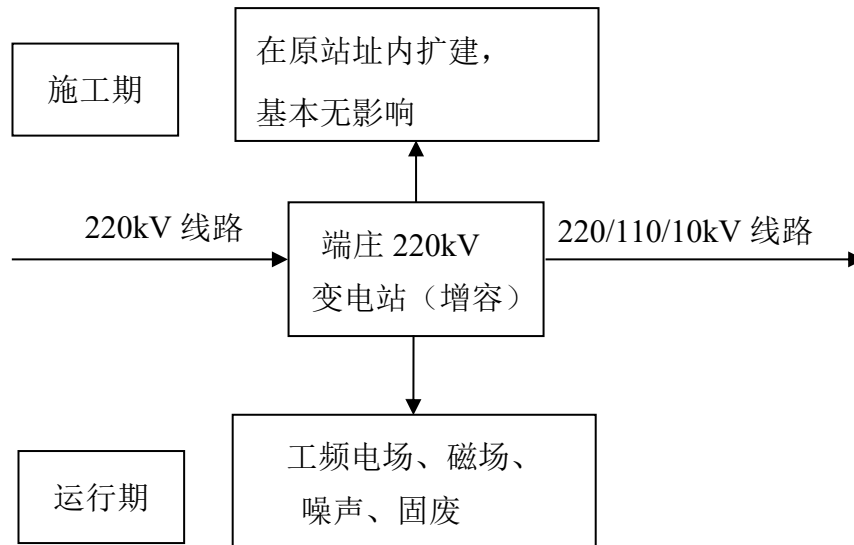 施工期
在原站址内扩建，
基本无影响
220kV 线路
端庄 220kV
变电站（增容）
220/110/10kV 线路
运行期
工频电场、磁场、
噪声、固废